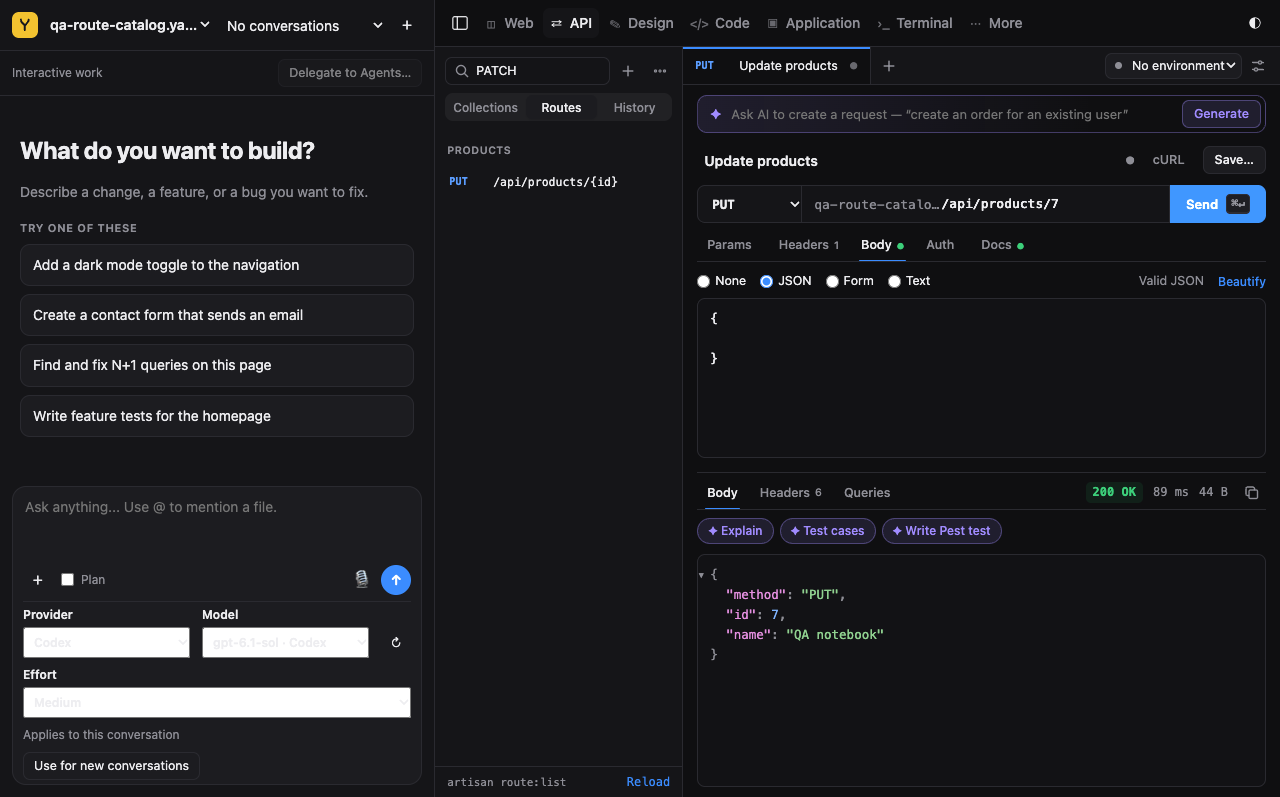 Y qa-route-catalog.ya... No conversations +
Interactive work Delegate to Agents...
What do you want to build?
Describe a change, a feature, or a bug you want to fix.
TRY ONE OF THESE
Add a dark mode toggle to the navigation
Create a contact form that sends an email
Find and fix N+1 queries on this page
Write feature tests for the homepage
Ask anything... Use @ to mention a file.
+ Plan
Provider Model
Codex gpt-6.1-sol · Codex
Effort
Medium
Applies to this conversation
Use for new conversations
Web API Design </> Code Application >_ Terminal ... More
PATCH + ...
Collections Routes History
PRODUCTS
PUT /api/products/{id}
artisan route:list Reload
PUT Update products + No environment
Ask AI to create a request — “create an order for an existing user” Generate
Update products cURL Save...
PUT qa-route-catalo…/api/products/7 Send ⌘↵
Params Headers 1 Body Auth Docs
None JSON Form Text Valid JSON Beautify
{
}
Body Headers 6 Queries 200 OK 89 ms 44 B
Explain Test cases Write Pest test
{
"method": "PUT",
"id": 7,
"name": "QA notebook"
}